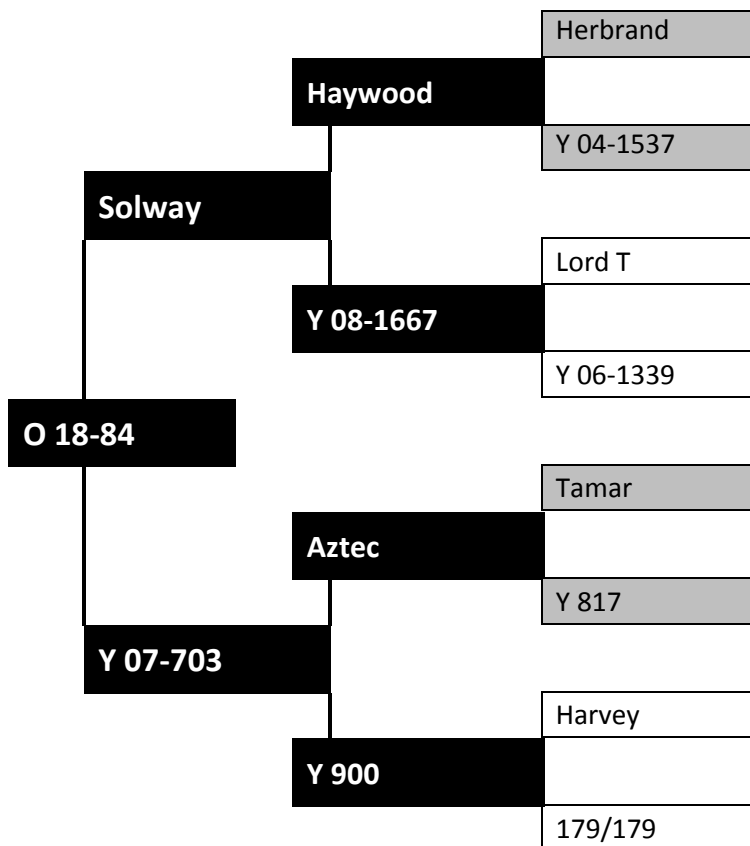 Herbrand
Haywood
Y 04-1537
Solway
Lord T
Y 08-1667
Y 06-1339
O 18-84
Tamar
Aztec
Y 817
Y 07-703
Harvey
Y 900
179/179